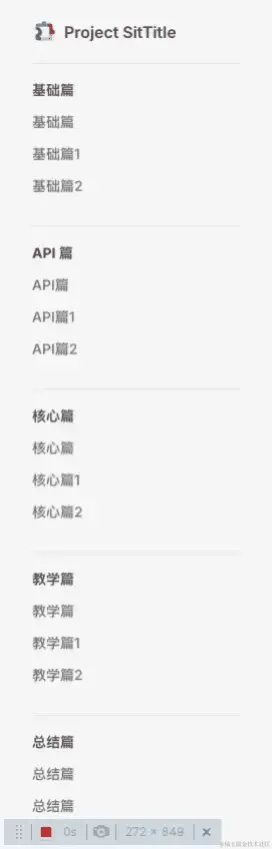 Project SitTitle
基础篇
基础篇
基础篇1
基础篇2
API 篇
API篇
API篇1
API篇2
核心篇
核心篇
核心篇1
核心篇2
教学篇
教学篇
教学篇1
教学篇2
总结篇
总结篇
总结篇
0s
272 × 849